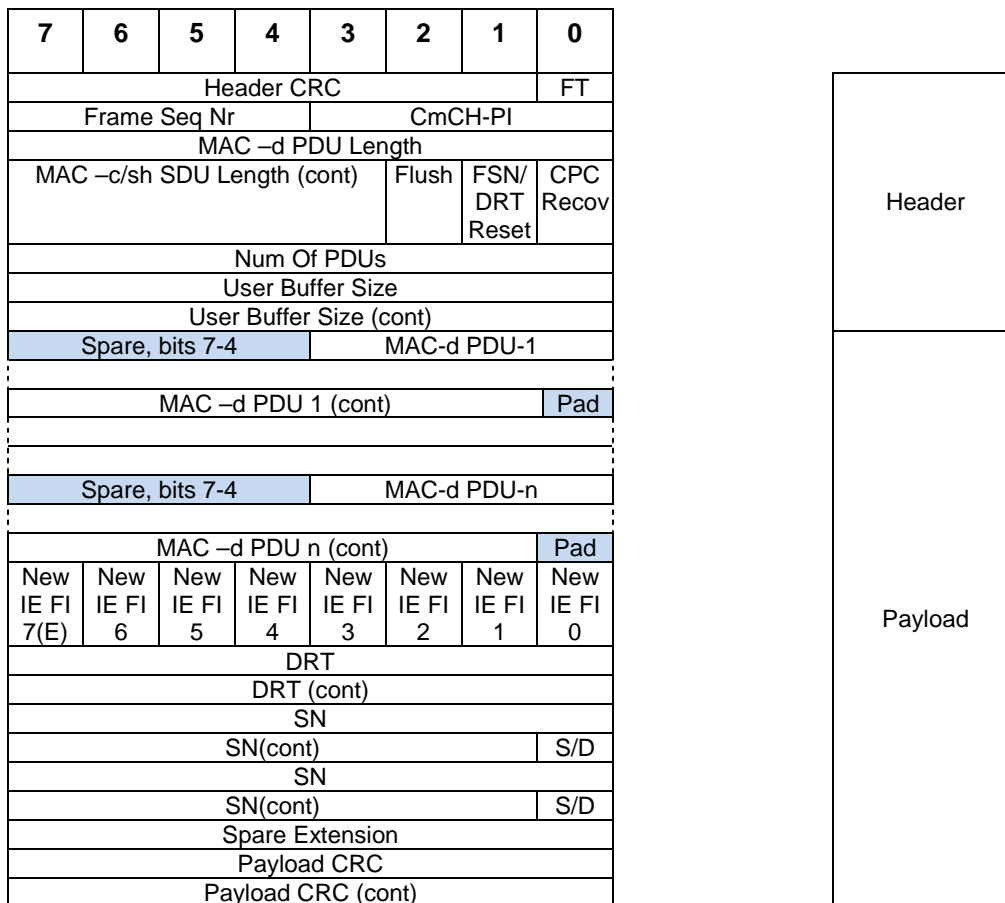 7 6 5 4 3 2 1 0
Header CRC FT
Frame Seq Nr CmCH-PI
MAC –d PDU Length
MAC –c/sh SDU Length (cont) Flush FSN/ CPC
DRT Recov
Reset
Header
Num Of PDUs
User Buffer Size
User Buffer Size (cont)
Spare, bits 7-4 MAC-d PDU-1
MAC –d PDU 1 (cont) Pad
Spare, bits 7-4 MAC-d PDU-n
MAC –d PDU n (cont) Pad
New New New New New New New New
IE FI IE FI IE FI IE FI IE FI IE FI IE FI IE FI
7(E) 6 5 4 3 2 1 0
Payload
DRT
DRT (cont)
SN
SN(cont) S/D
SN
SN(cont) S/D
Spare Extension
Payload CRC
Payload CRC (cont)